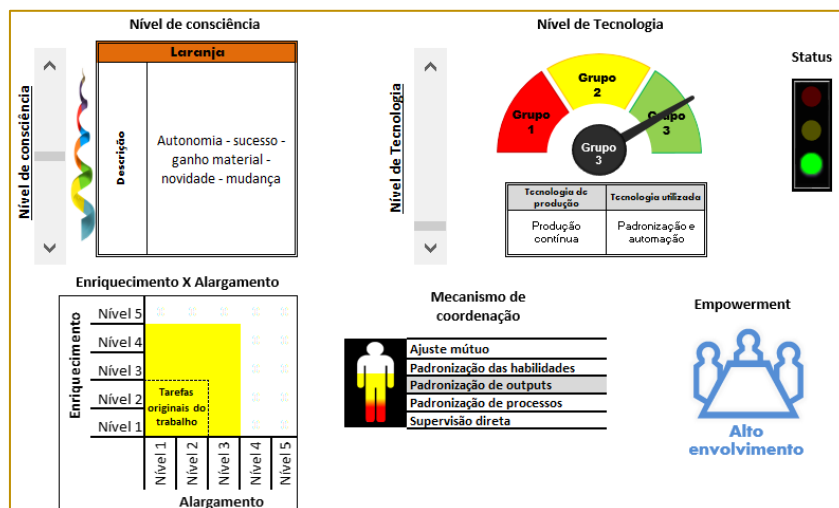 Nível de consciência
Nível de Tecnologia
Status
Nível de consciência
Laranja
Descrição
Autonomia - sucesso -
ganho material -
novidade - mudança
Nível de Tecnologia
Grupo
1
Grupo
2
Grupo
3
Grupo
3
Tecnologia de
produção
Tecnologia utilizada
Produção
contínua
Padronização e
automação
Enriquecimento X Alargamento
Enriquecimento
Nível 5
Nível 4
Nível 3
Nível 2
Nível 1
x x x x x
x x
x x
x x
x x
Tarefas
originais do
trabalho
Nível 1
Nível 2
Nível 3
Nível 4
Nível 5
Alargamento
Mecanismo de
coordenação
Ajuste mútuo
Padronização das habilidades
Padronização de outputs
Padronização de processos
Supervisão direta
Empowerment
Alto
envolvimento